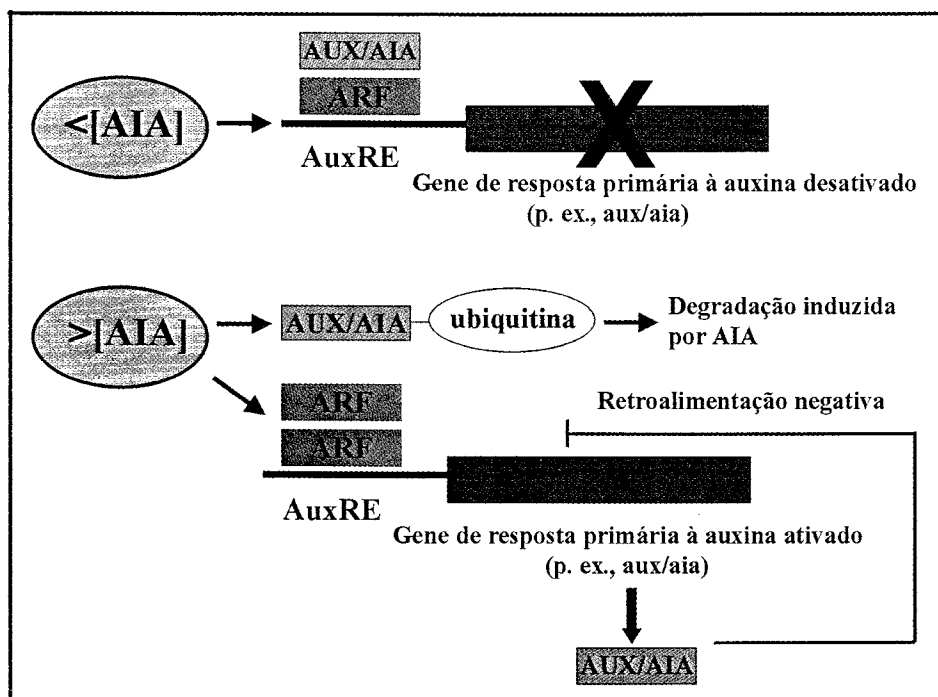 AUX/AIA
ARF
<[AIA]
AuxRE
Gene de resposta primária à auxina desativado
(p. ex., aux/aia)
>[AIA]
AUX/AIA
ubiquitina
Degradação induzida
por AIA
ARF
ARF
Retroalimentação negativa
AuxRE
Gene de resposta primária à auxina ativado
(p. ex., aux/aia)
AUX/AIA